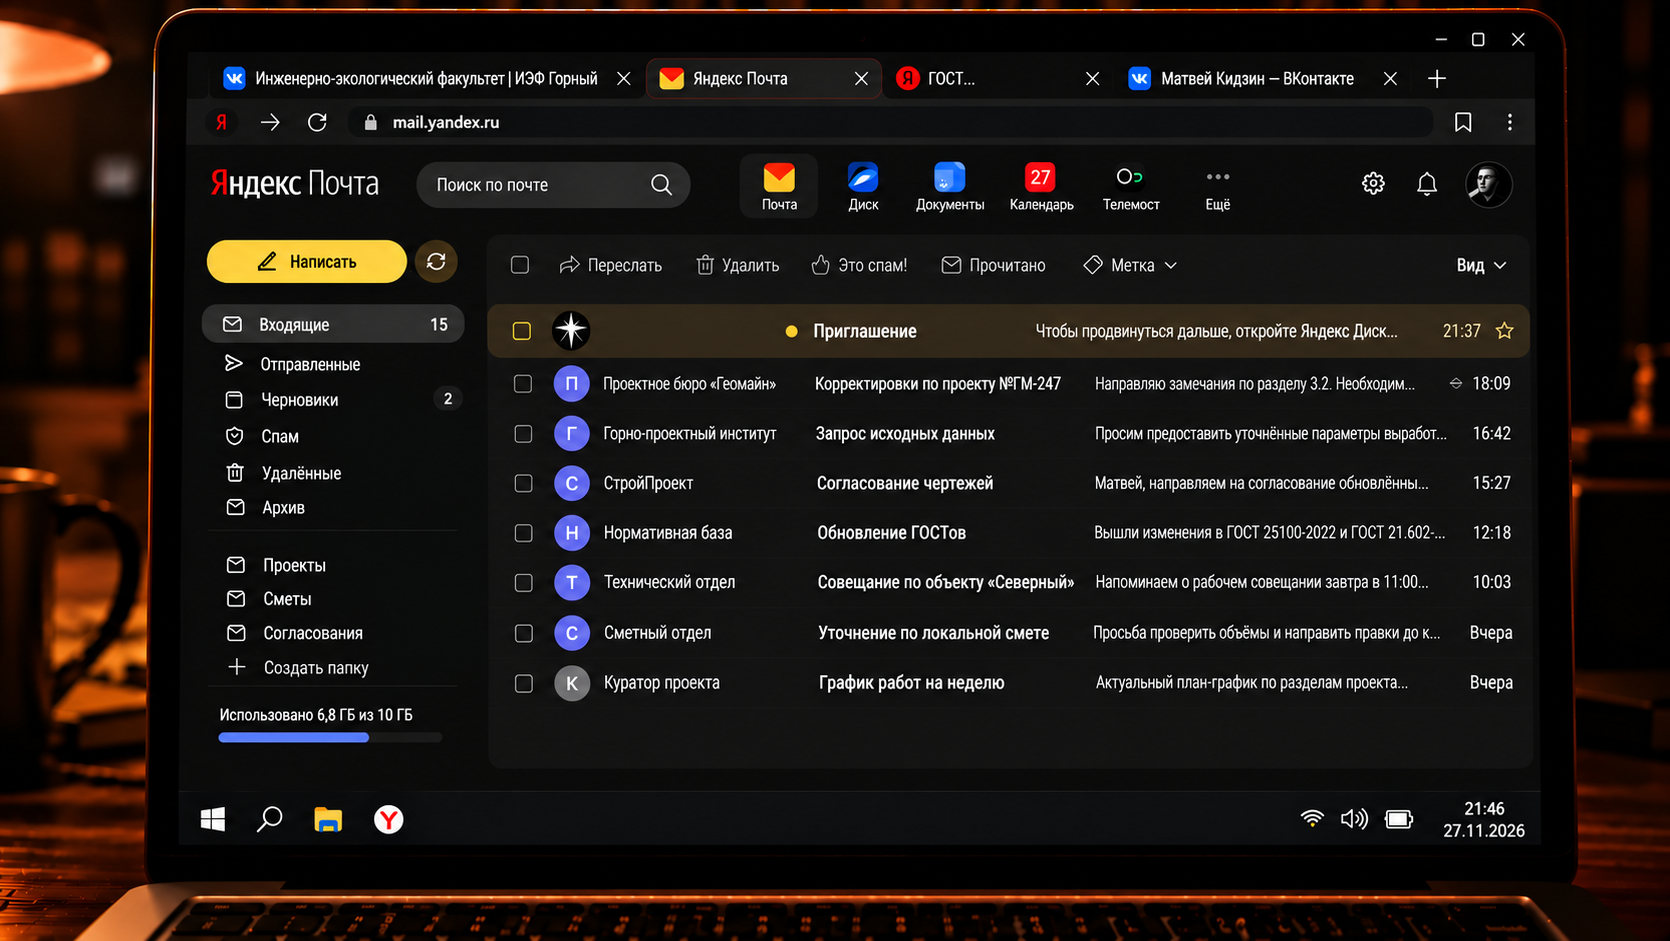 Инженерно-экологический факультет | ИЭФ Горный
Яндекс Почта
ГОСТ...
Матвей Кидзин — ВКонтакте
mail.yandex.ru
Яндекс Почта
Поиск по почте
Почта
Диск
Документы
27
Календарь
Телемост
Ещё
Написать
Переслать
Удалить
Это спам!
Прочитано
Метка
Вид
Входящие 15
Отправленные
Черновики 2
Спам
Удалённые
Архив
Проекты
Сметы
Согласования
Создать папку
Использовано 6,8 ГБ из 10 ГБ
Приглашение Чтобы продвинуться дальше, откройте Яндекс Диск... 21:37
П Проектное бюро «Геомайн» Корректировки по проекту №ГМ-247 Направляю замечания по разделу 3.2. Необходим... 18:09
Г Горно-проектный институт Запрос исходных данных Просим предоставить уточнённые параметры выработ... 16:42
С СтройПроект Согласование чертежей Матвей, направляем на согласование обновлённы... 15:27
Н Нормативная база Обновление ГОСТов Вышли изменения в ГОСТ 25100-2022 и ГОСТ 21.602-... 12:18
Т Технический отдел Совещание по объекту «Северный» Напоминаем о рабочем совещании завтра в 11:00... 10:03
С Сметный отдел Уточнение по локальной смете Просьба проверить объёмы и направить правки до к... Вчера
К Куратор проекта График работ на неделю Актуальный план-график по разделам проекта... Вчера
21:46
27.11.2026